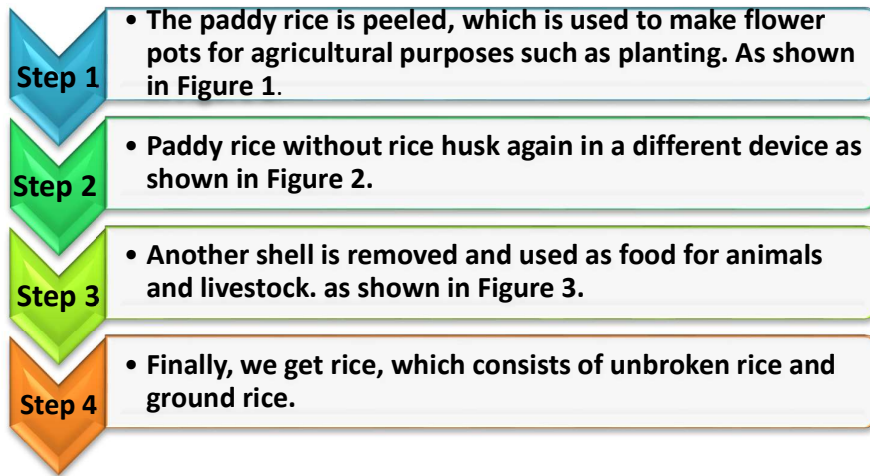 Step 1
• The paddy rice is peeled, which is used to make flower
pots for agricultural purposes such as planting. As shown
in Figure 1.
Step 2
• Paddy rice without rice husk again in a different device as
shown in Figure 2.
Step 3
• Another shell is removed and used as food for animals
and livestock. as shown in Figure 3.
Step 4
• Finally, we get rice, which consists of unbroken rice and
ground rice.